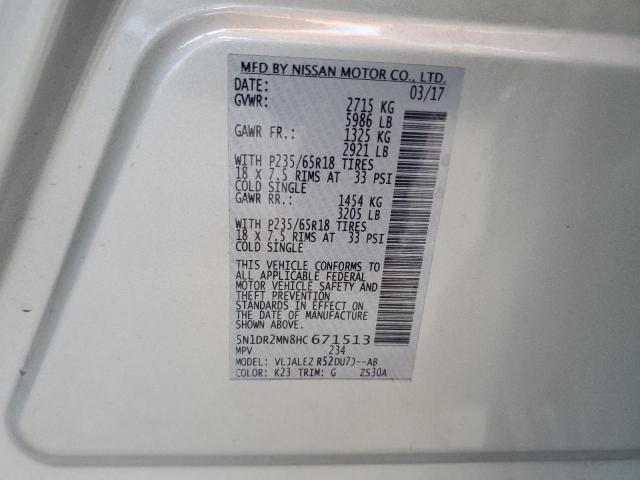 MFD BY NISSAN MOTOR CO., LTD.
DATE: 03/17
GVWR: 2715 KG
5986 LB
GAWR FR.: 1325 KG
2921 LB
WITH P235/65R18 TIRES
18 X 7.5 RIMS AT 33 PSI
COLD SINGLE
GAWR RR.: 1454 KG
3205 LB
WITH P235/65R18 TIRES
18 X 7.5 RIMS AT 33 PSI
COLD SINGLE
THIS VEHICLE CONFORMS TO
ALL APPLICABLE FEDERAL
MOTOR VEHICLE SAFETY AND
THEFT PREVENTION
STANDARDS IN EFFECT ON
THE DATE OF MANUFACTURE
SHOWN ABOVE.
5N1DR2MN8HC671513
MPV 234
MODEL: VLJALEZ R52DU7J--AB
COLOR: K23 TRIM: G ZS30A